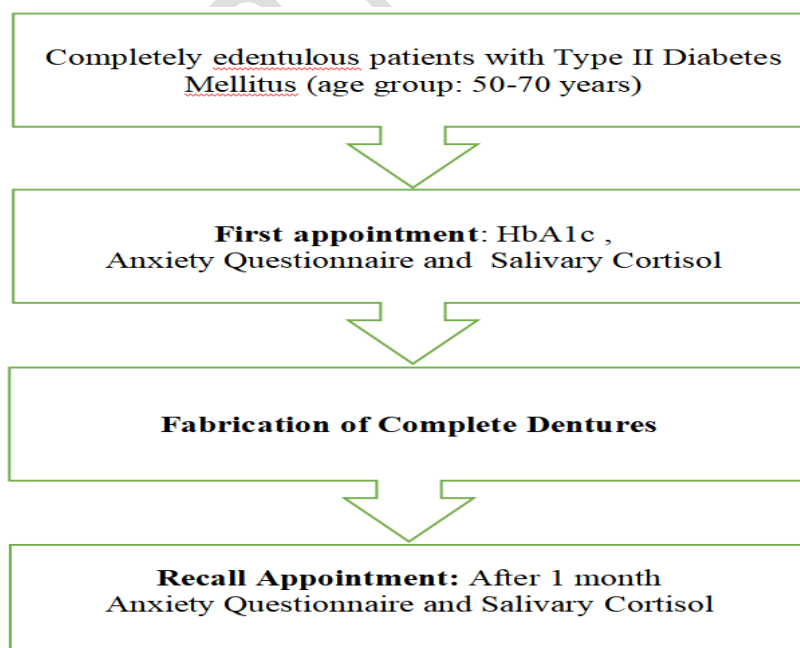 Completely edentulous patients with Type II Diabetes
Mellitus (age group: 50-70 years)
First appointment: HbA1c ,
Anxiety Questionnaire and  Salivary Cortisol
Fabrication of Complete Dentures
Recall Appointment: After 1 month
Anxiety Questionnaire and Salivary Cortisol